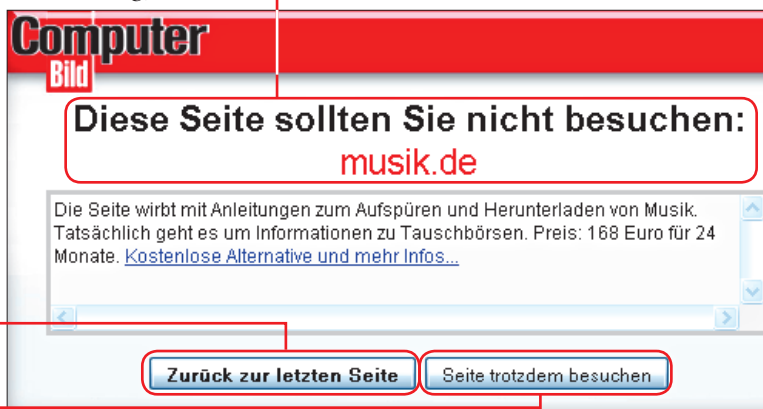 Computer
Bild
Diese Seite sollten Sie nicht besuchen:
musik.de
Die Seite wirbt mit Anleitungen zum Aufspüren und Herunterladen von Musik.
Tatsächlich geht es um Informationen zu Tauschbörsen. Preis: 168 Euro für 24
Monate. Kostenlose Alternative und mehr Infos...
Zurück zur letzten Seite Seite trotzdem besuchen